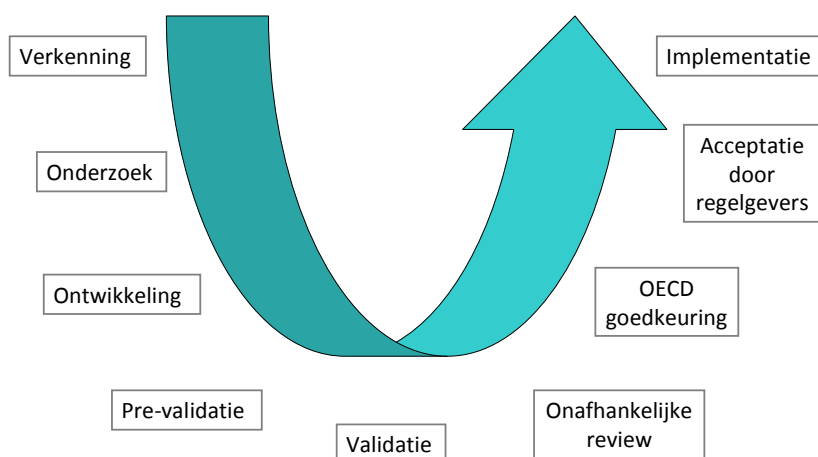 Verkenning
Onderzoek
Ontwikkeling
Pre-validatie
Validatie
Onafhankelijke
review
OECD
goedkeuring
Acceptatie
door
regelgevers
Implementatie